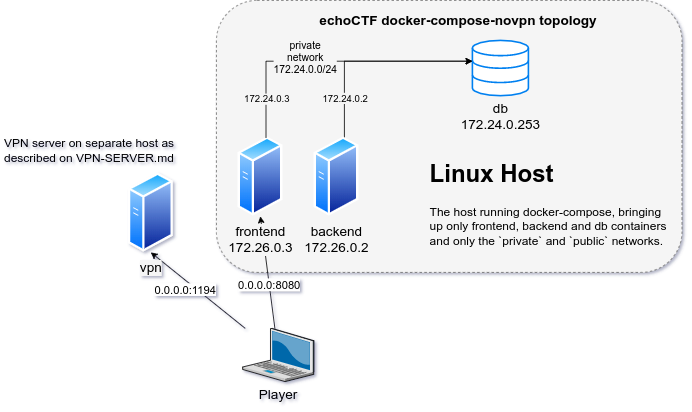 echoCTF docker-compose-novpn topology
private
network
172.24.0.0/24
172.24.0.3
172.24.0.2
db
172.24.0.253
VPN server on separate host as
described on VPN-SERVER.md
Linux Host
The host running docker-compose, bringing
up only frontend, backend and db containers
and only the `private` and `public` networks.
frontend
172.26.0.3
backend
172.26.0.2
vpn
0.0.0.0:1194
0.0.0.0:8080
Player